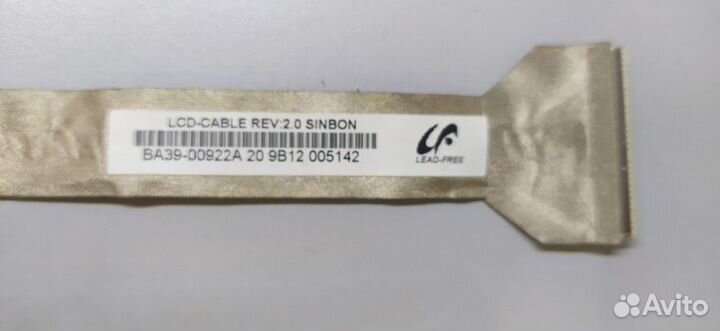 LCD-CABLE REV:2.0 SINBON
BA39-00922A 20 9B12 005142
LEAD-FREE
Avito